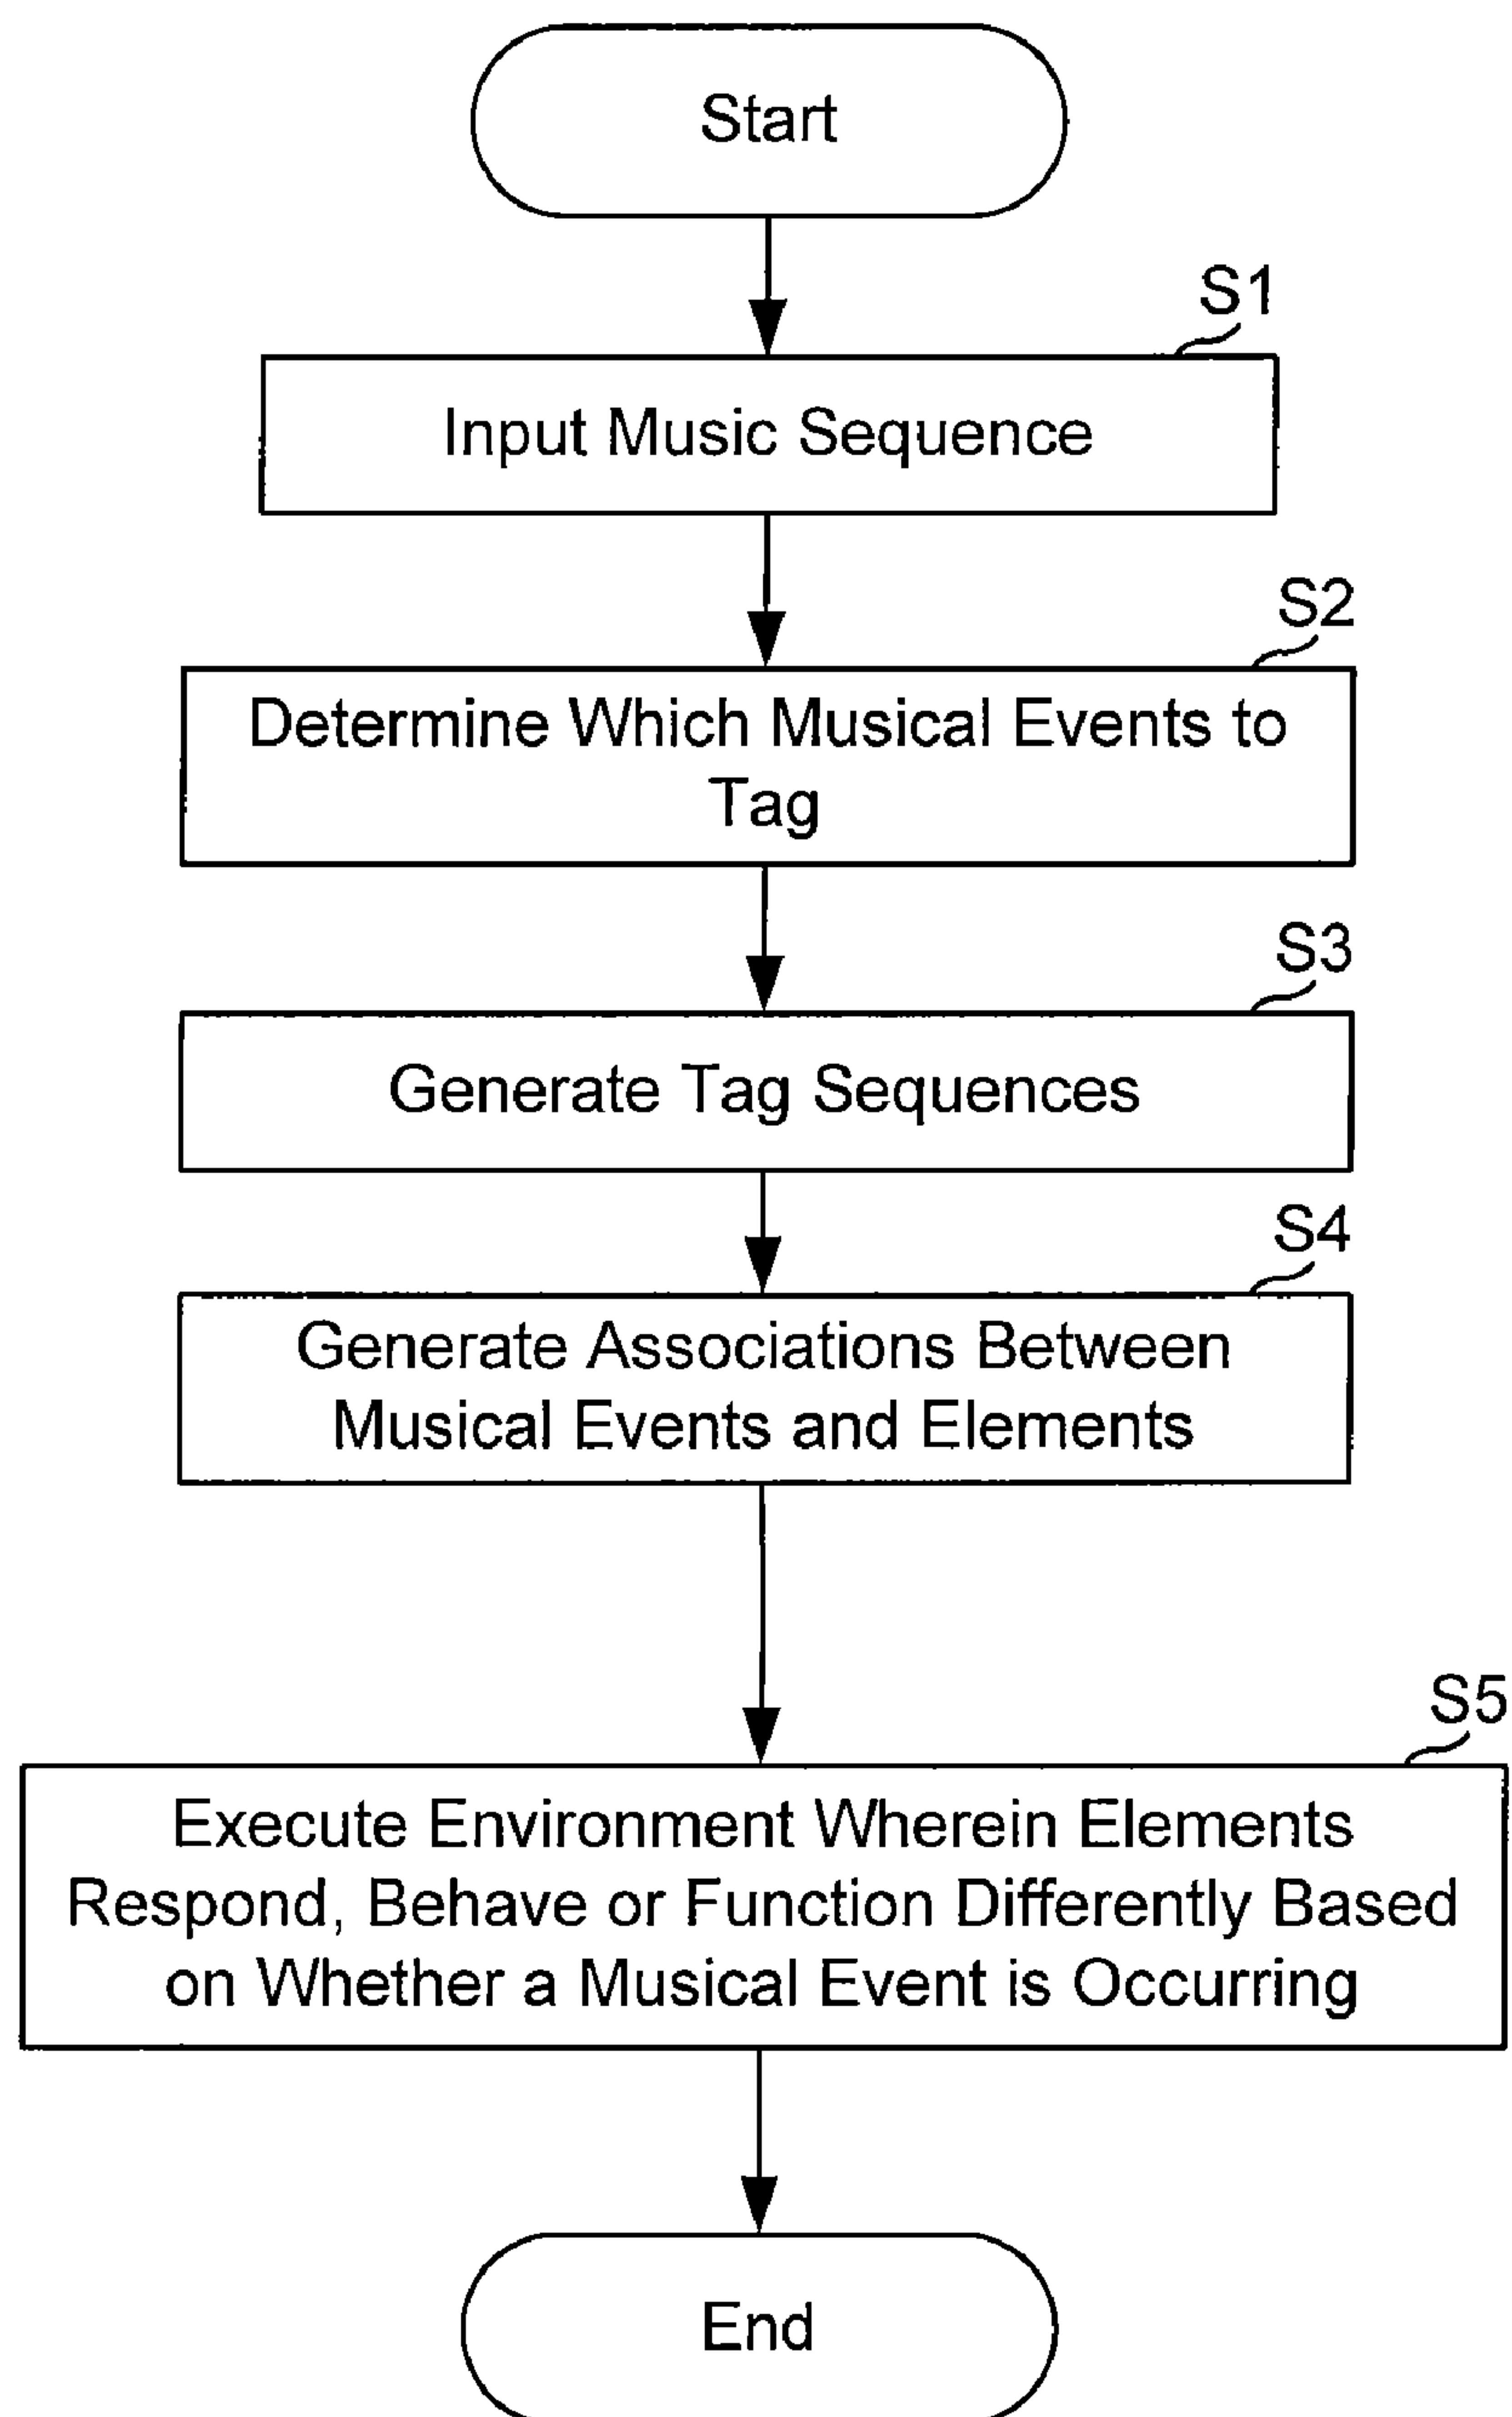 Start
S1
Input Music Sequence
S2
Determine Which Musical Events to
Tag
S3
Generate Tag Sequences
S4
Generate Associations Between
Musical Events and Elements
S5
Execute Environment Wherein Elements
Respond, Behave or Function Differently Based
on Whether a Musical Event is Occurring
End